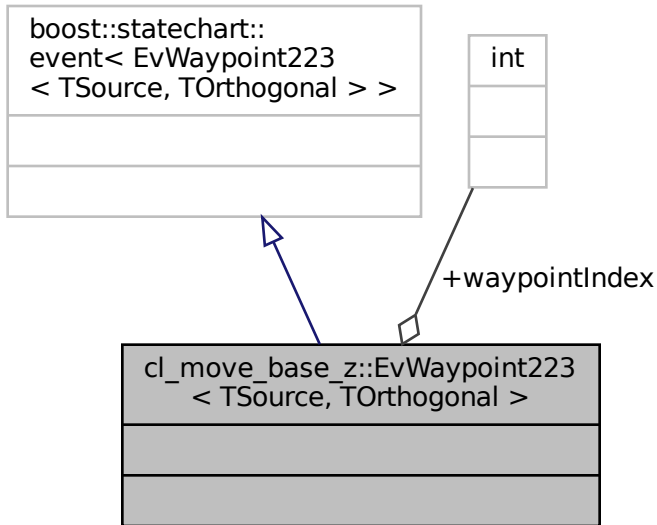 boost::statechart::
event< EvWaypoint223
< TSource, TOrthogonal > >
int
+waypointIndex
cl_move_base_z::EvWaypoint223
< TSource, TOrthogonal >